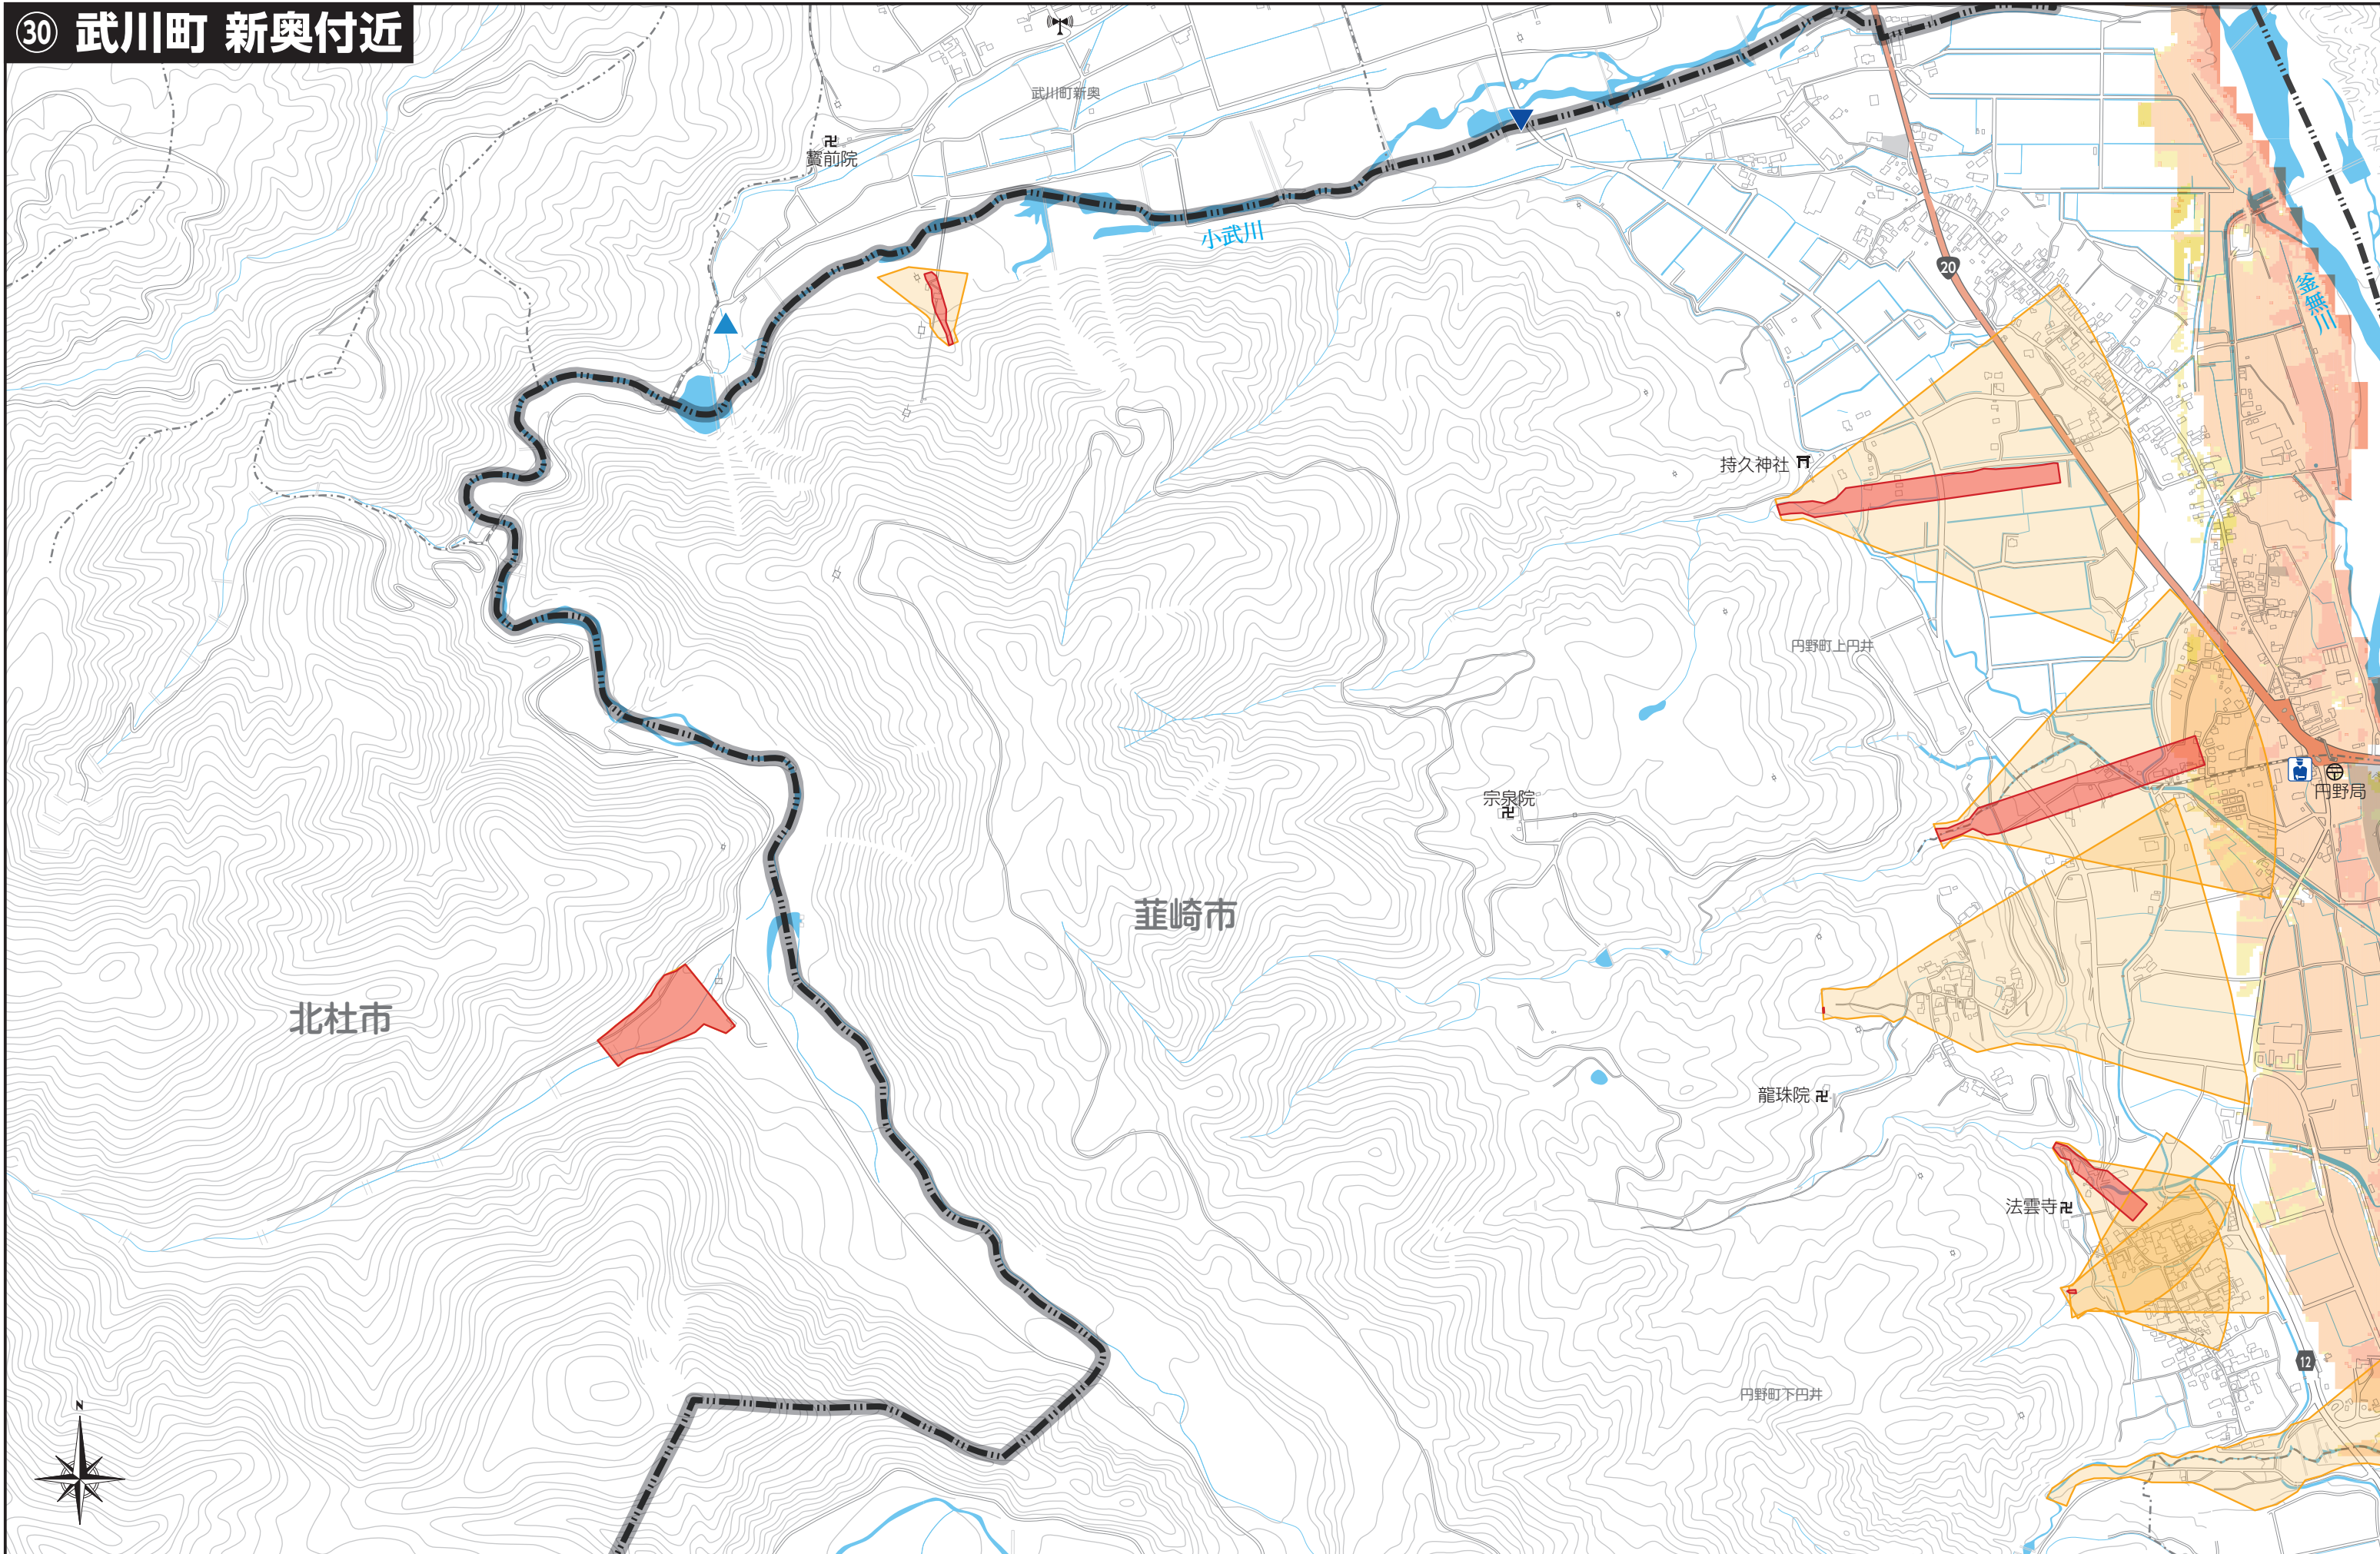 ㉚ 武川町 新奥付近
武川町新奥
實前院
小武川
20
釜無川
持久神社
円野町上円井
宗泉院
円野局
韮崎市
北杜市
龍珠院
法雲寺
12
円野町下円井
N